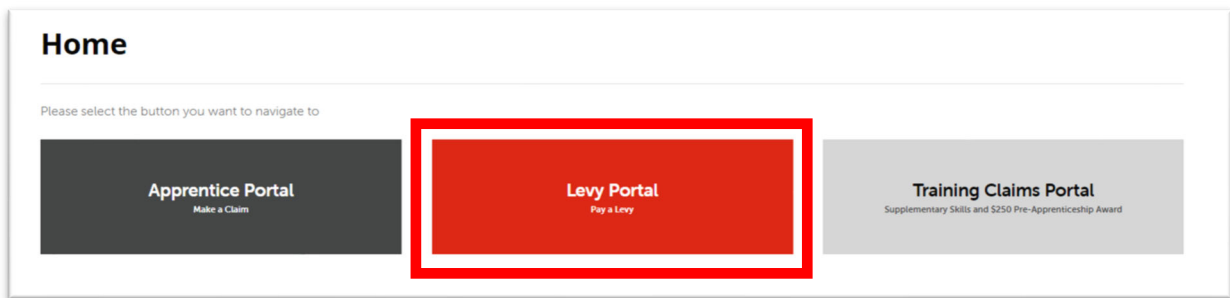 Home
Please select the button you want to navigate to
Apprentice Portal
Make a Claim
Levy Portal
Pay a Levy
Training Claims Portal
Supplementary Skills and $250 Pre-Apprenticeship Award